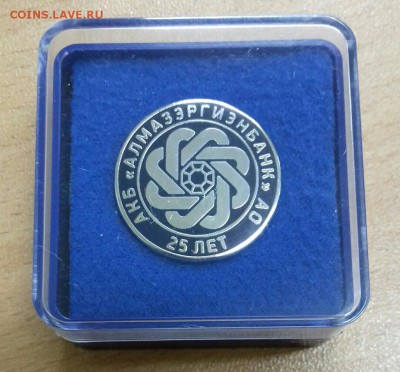 COINS.LAVE.RU
АКБ «АЛМАЗЭРГИЭНБАНК» АО
25 ЛЕТ